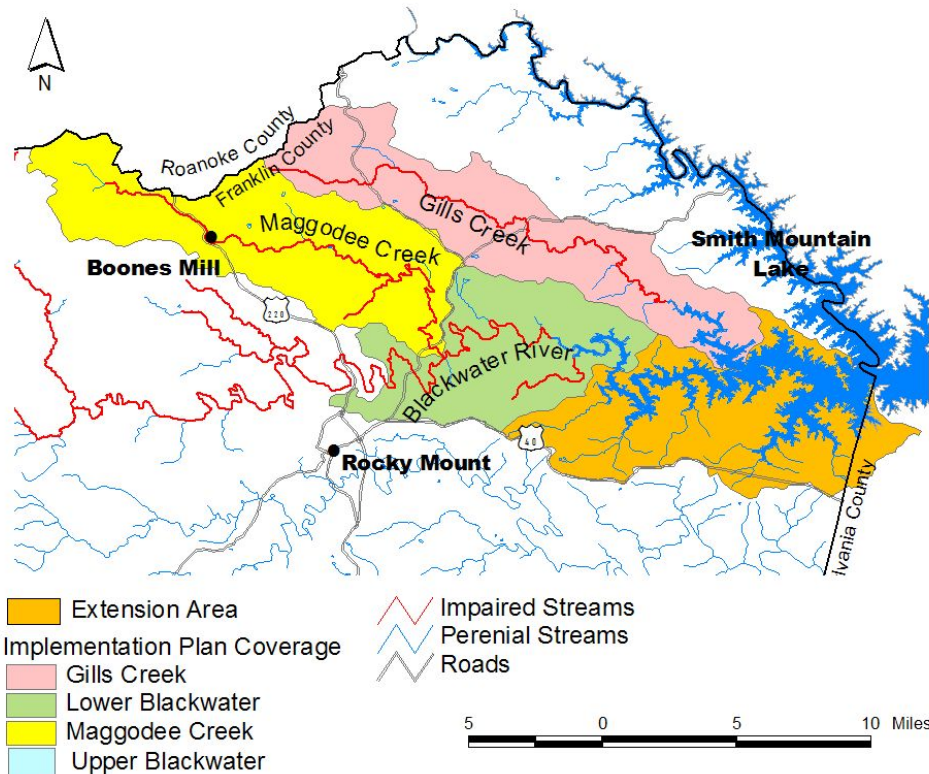 N
Roanoke County
Franklin County
Maggodee Creek
Gills Creek
Smith Mountain
Lake
Boones Mill
220
Blackwater River
40
Rocky Mount
lvania County
Extension Area
Implementation Plan Coverage
Gills Creek
Lower Blackwater
Maggodee Creek
Upper Blackwater
Impaired Streams
Perenial Streams
Roads
5 0 5 10 Miles